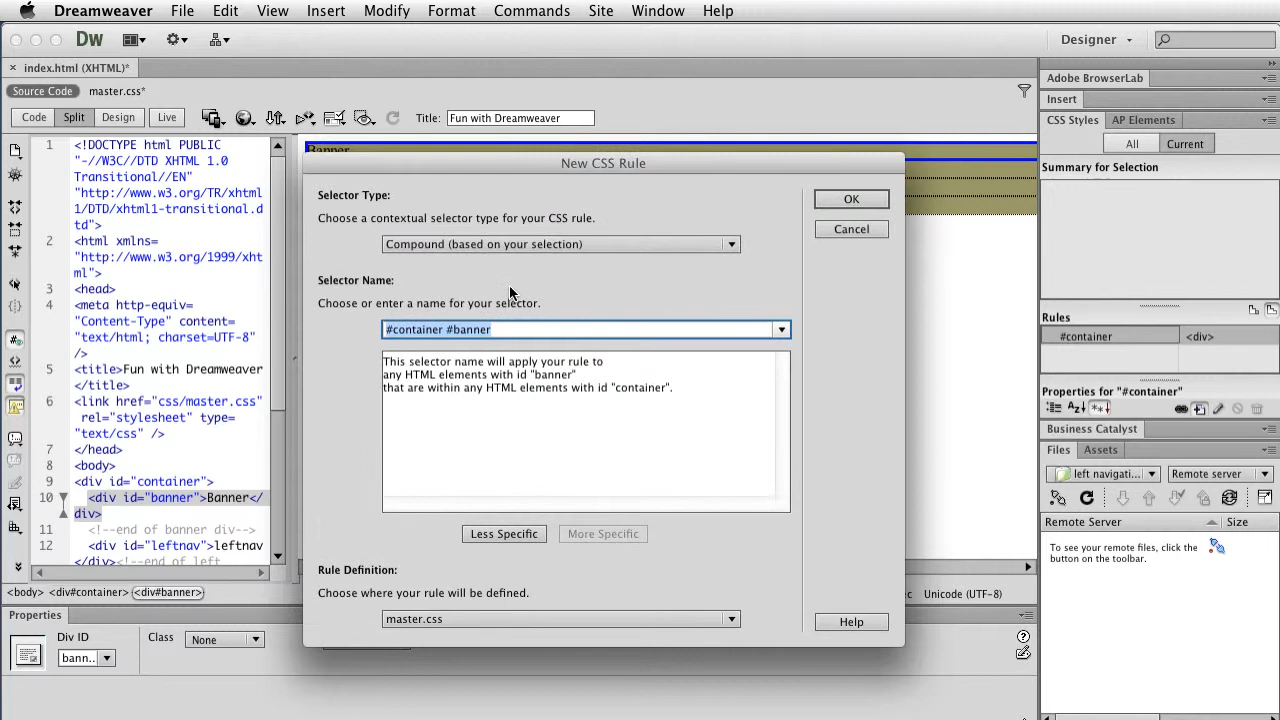 Dreamweaver File Edit View Insert Modify Format Commands Site Window Help
Dw Designer
× index.html (XHTML)*
Source Code master.css*
Code Split Design Live Title: Fun with Dreamweaver
1 <!DOCTYPE html PUBLIC
"-//W3C//DTD XHTML 1.0
Transitional//EN"
"http://www.w3.org/TR/xhtml
1/DTD/xhtml1-transitional.d
td">
2 <html xmlns=
"http://www.w3.org/1999/xht
ml">
3 <head>
4 <meta http-equiv=
"Content-Type" content=
"text/html; charset=UTF-8"
/>
5 <title>Fun with Dreamweaver
</title>
6 <link href="css/master.css"
rel="stylesheet" type=
"text/css" />
7 </head>
8 <body>
9 <div id="container">
10 <div id="banner">Banner</
div>
11 <!--end of banner div-->
12 <div id="leftnav">leftnav
</div><!--end of left
<body> <div#container> <div#banner>
Unicode (UTF-8)
Banner
New CSS Rule
Selector Type:
Choose a contextual selector type for your CSS rule.
Compound (based on your selection)
Selector Name:
Choose or enter a name for your selector.
#container #banner
This selector name will apply your rule to
any HTML elements with id "banner"
that are within any HTML elements with id "container".
Less Specific More Specific
Rule Definition:
Choose where your rule will be defined.
master.css
OK
Cancel
Help
Adobe BrowserLab
Insert
CSS Styles AP Elements
All Current
Summary for Selection
Rules
#container <div>
Properties for "#container"
Az
Business Catalyst
Files Assets
left navigati... Remote server
Remote Server Size
To see your remote files, click the
button on the toolbar.
Properties
Div ID Class None
bann..